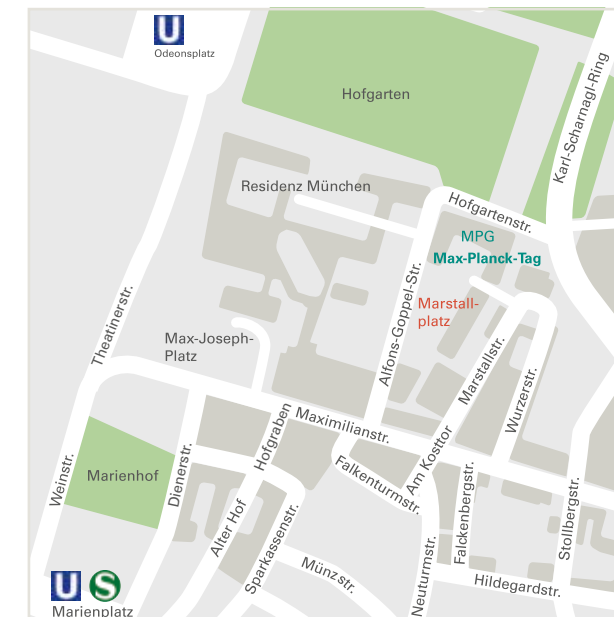 U
Odeonsplatz
Hofgarten
Karl-Scharnagl-Ring
Residenz München
Hofgartenstr.
MPG
Max-Planck-Tag
Alfons-Goppel-Str.
Marstall-
platz
Theatinerstr.
Max-Joseph-
Platz
Marstallstr.
Wurzerstr.
Maximilianstr.
Hofgraben
Am Kosttor
Falkenturmstr.
Weinstr.
Marienhof
Dienerstr.
Alter Hof
Sparkassenstr.
Falckenbergstr.
Stollbergstr.
Münzstr.
Neuturmstr.
Hildegardstr.
U S
Marienplatz